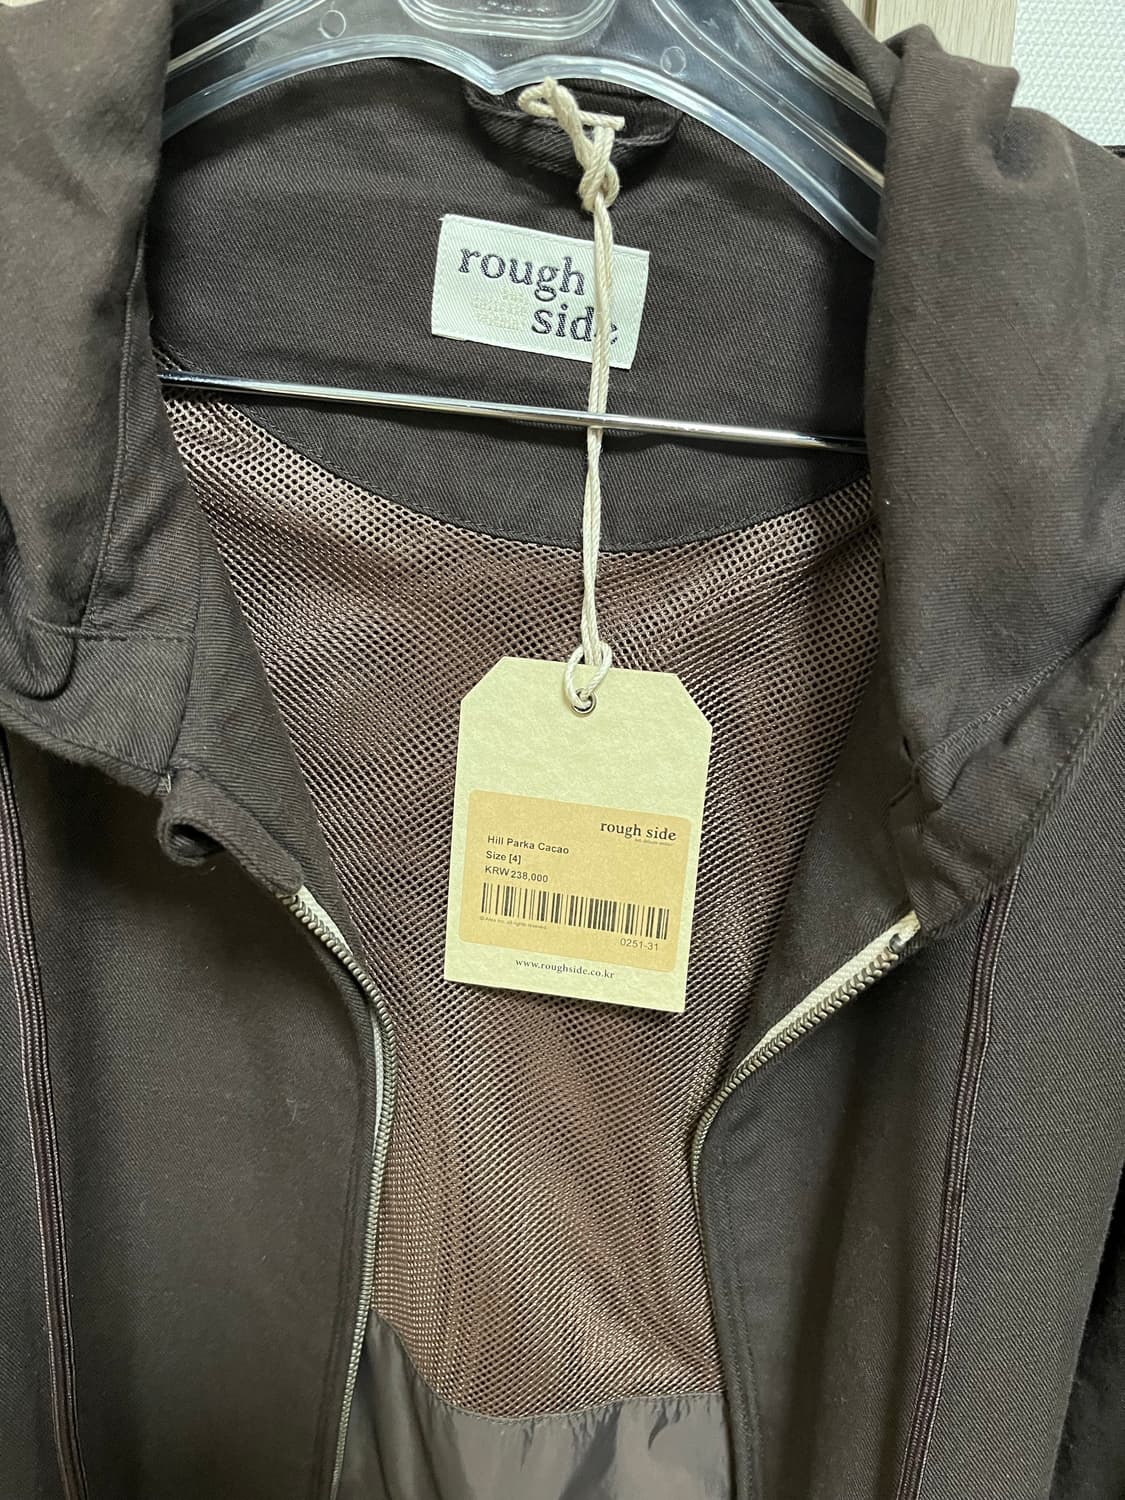 rough
side
rough side
Hill Parka Cacao
Size [4]
KRW 238,000
0251-31
www.roughside.co.kr